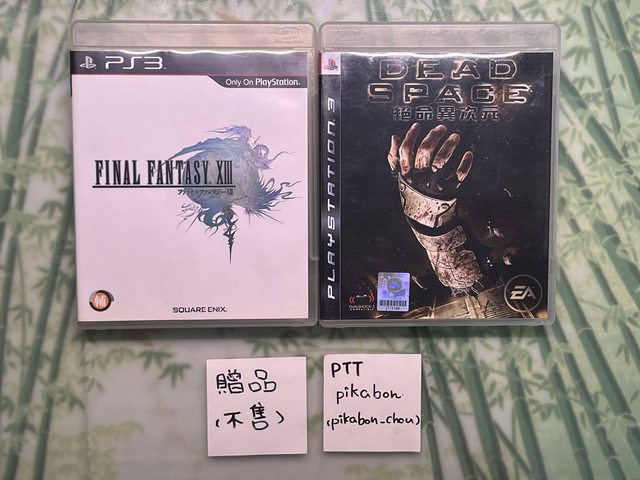 PS3
Only On PlayStation.
FINAL FANTASY XIII
ファイナルファンタジーXIII
SQUARE ENIX.
PLAYSTATION 3
DEAD
SPACE
絕命異次元
DUALSHOCK 3
EA
贈品
(不售)
PTT
pikabon
(pikabon_chou)